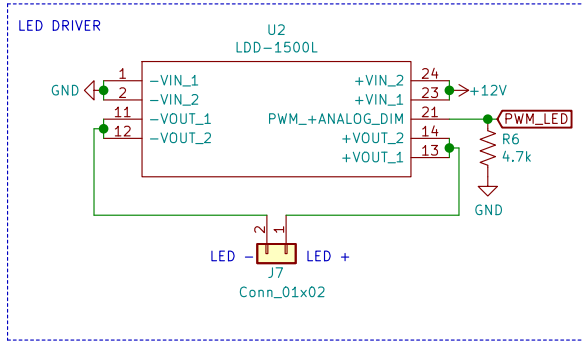 LED DRIVER
U2
LDD-1500L
GND
1 -VIN_1
2 -VIN_2
11 -VOUT_1
12 -VOUT_2
+VIN_2 24
+VIN_1 23
PWM_+ANALOG_DIM 21
+VOUT_2 14
+VOUT_1 13
+12V
PWM_LED
R6
4.7k
GND
2 1
LED - LED +
J7
Conn_01x02